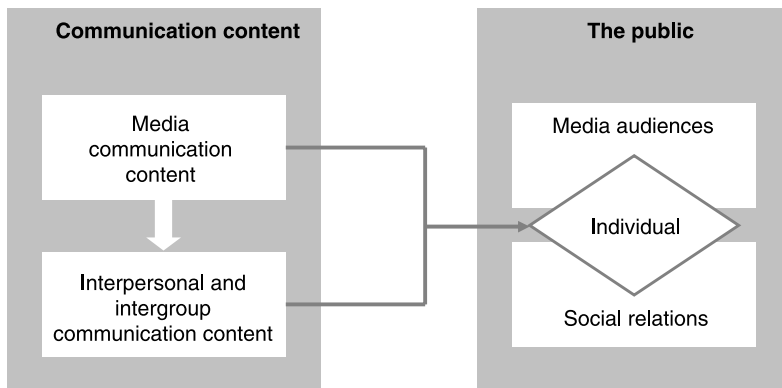 Communication content
Media
communication
content
Interpersonal and
intergroup
communication content
The public
Media audiences
Individual
Social relations